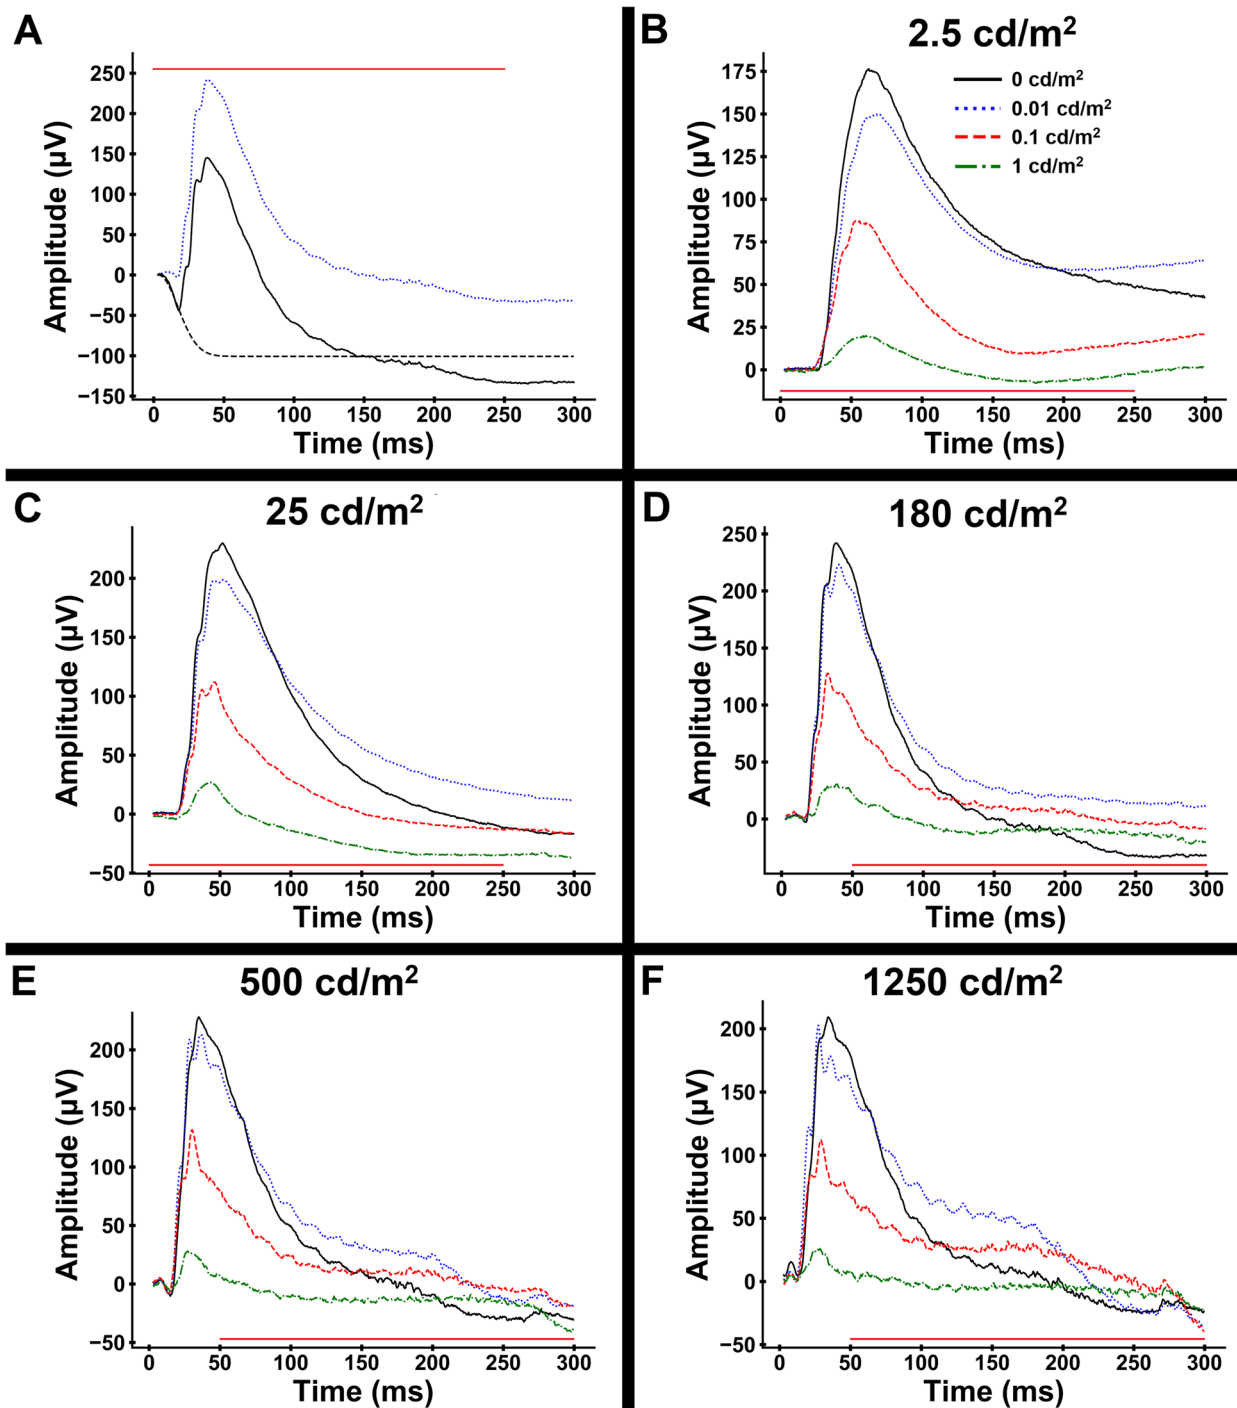 A
250
200
150
100
50
0
−50
−100
−150
0 50 100 150 200 250 300
Time (ms)
Amplitude (µV)
B
2.5 cd/m²
0 cd/m²
0.01 cd/m²
0.1 cd/m²
1 cd/m²
175
150
125
100
75
50
25
0
0 50 100 150 200 250 300
Time (ms)
Amplitude (µV)
C
25 cd/m²
200
150
100
50
0
−50
0 50 100 150 200 250 300
Time (ms)
Amplitude (µV)
D
180 cd/m²
250
200
150
100
50
0
0 50 100 150 200 250 300
Time (ms)
Amplitude (µV)
E
500 cd/m²
200
150
100
50
0
−50
0 50 100 150 200 250 300
Time (ms)
Amplitude (µV)
F
1250 cd/m²
200
150
100
50
0
−50
0 50 100 150 200 250 300
Time (ms)
Amplitude (µV)